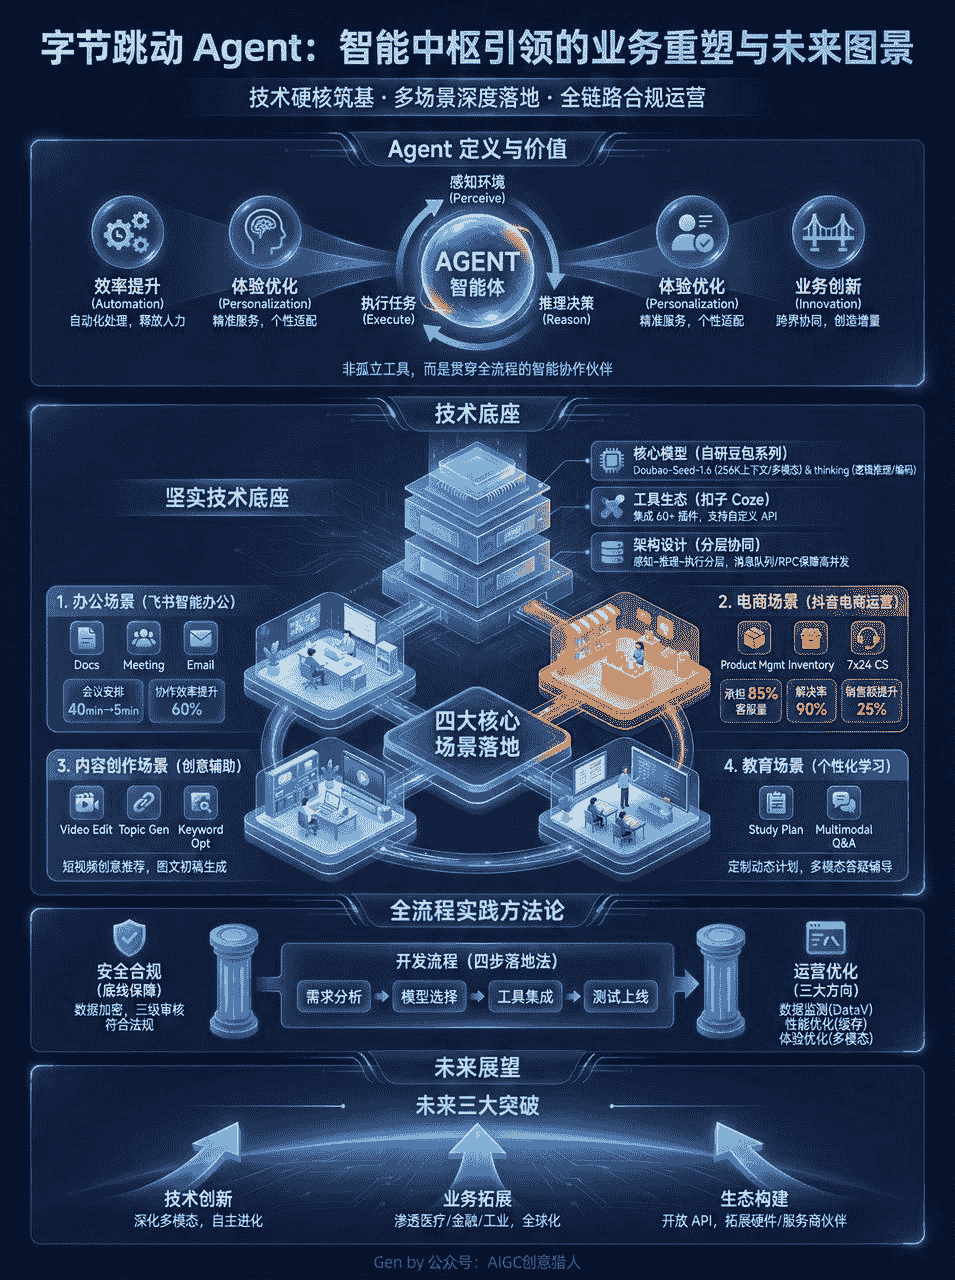 字节跳动 Agent：智能中枢引领的业务重塑与未来图景
技术硬核筑基 · 多场景深度落地 · 全链路合规运营
Agent 定义与价值
感知环境
(Perceive)
AGENT
智能体
执行任务
(Execute)
推理决策
(Reason)
效率提升
(Automation)
自动化处理，释放人力
体验优化
(Personalization)
精准服务，个性适配
体验优化
(Personalization)
精准服务，个性适配
业务创新
(Innovation)
跨界协同，创造增量
非孤立工具，而是贯穿全流程的智能协作伙伴
技术底座
坚实技术底座
核心模型（自研豆包系列）
Doubao-Seed-1.6 (256K上下文/多模态) & thinking (逻辑推理/编码)
工具生态（扣子 Coze）
集成 60+ 插件，支持自定义 API
架构设计（分层协同）
感知-推理-执行分层，消息队列/RPC保障高并发
1. 办公场景（飞书智能办公）
Docs
Meeting
Email
会议安排
40min→5min
协作效率提升
60%
2. 电商场景（抖音电商运营）
Product Mgmt
Inventory
7x24 CS
承担 85%
客服量
解决率
90%
销售额提升
25%
四大核心
场景落地
3. 内容创作场景（创意辅助）
Video Edit
Topic Gen
Keyword
Opt
短视频创意推荐，图文初稿生成
4. 教育场景（个性化学习）
Study Plan
Multimodal
Q&A
定制动态计划，多模态答疑辅导
全流程实践方法论
安全合规
(底线保障)
数据加密，三级审核
符合法规
开发流程（四步落地法）
需求分析
模型选择
工具集成
测试上线
运营优化
(三大方向)
数据监测(DataV)
性能优化(缓存)
体验优化(多模态)
未来展望
未来三大突破
技术创新
深化多模态，自主进化
业务拓展
渗透医疗/金融/工业，全球化
生态构建
开放 API，拓展硬件/服务商伙伴
Gen by 公众号：AIGC创意猎人